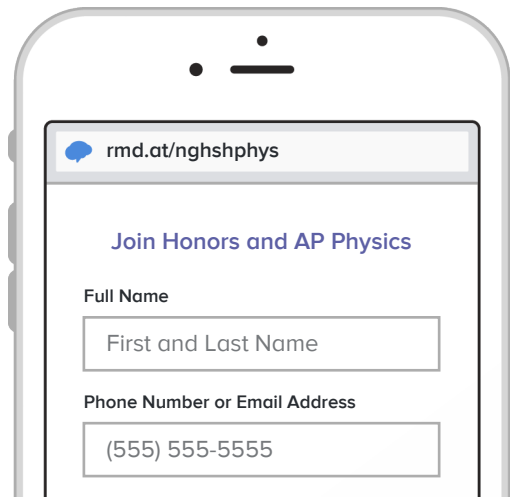 rmd.at/nghshphys
Join Honors and AP Physics
Full Name
First and Last Name
Phone Number or Email Address
(555) 555-5555